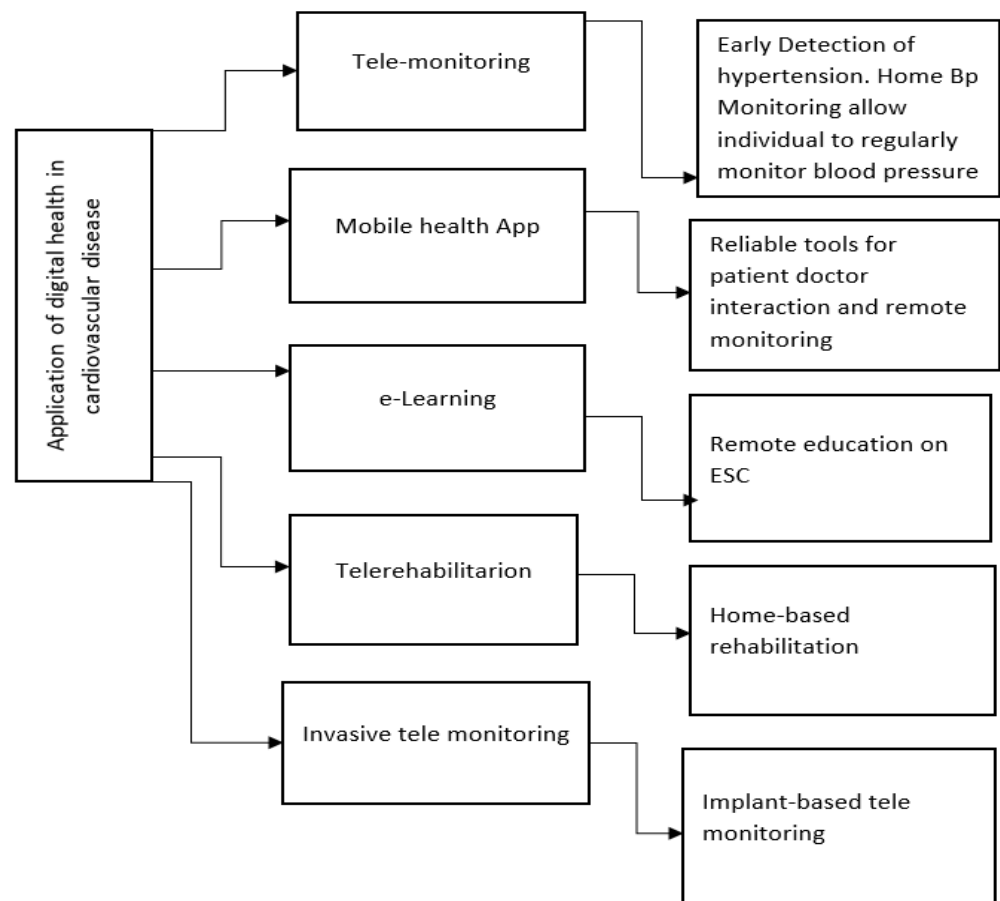 Application of digital health in
cardiovascular disease
Tele-monitoring
Early Detection of
hypertension. Home Bp
Monitoring allow
individual to regularly
monitor blood pressure
Mobile health App
Reliable tools for
patient doctor
interaction and remote
monitoring
e-Learning
Remote education on
ESC
Telerehabilitarion
Home-based
rehabilitation
Invasive tele monitoring
Implant-based tele
monitoring